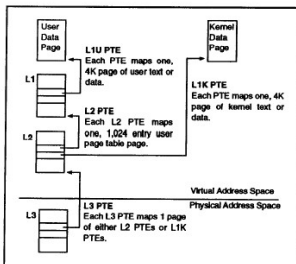 User
Data
Page
Kernel
Data
Page
L1U PTE
Each PTE maps one,
4K page of user text or
data.
L1
L1K PTE
Each PTE maps one, 4K
page of kernel text or
data.
L2 PTE
Each L2 PTE maps
one, 1,024 entry user
page table page.
L2
Virtual Address Space
Physical Address Space
L3 PTE
Each L3 PTE maps 1 page
of either L2 PTEs or L1K
PTEs.
L3